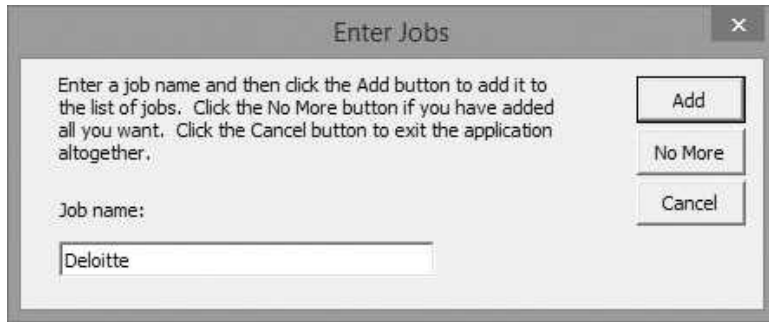 Enter Jobs
Enter a job name and then click the Add button to add it to
the list of jobs. Click the No More button if you have added
all you want. Click the Cancel button to exit the application
altogether.
Add
No More
Cancel
Job name:
Deloitte